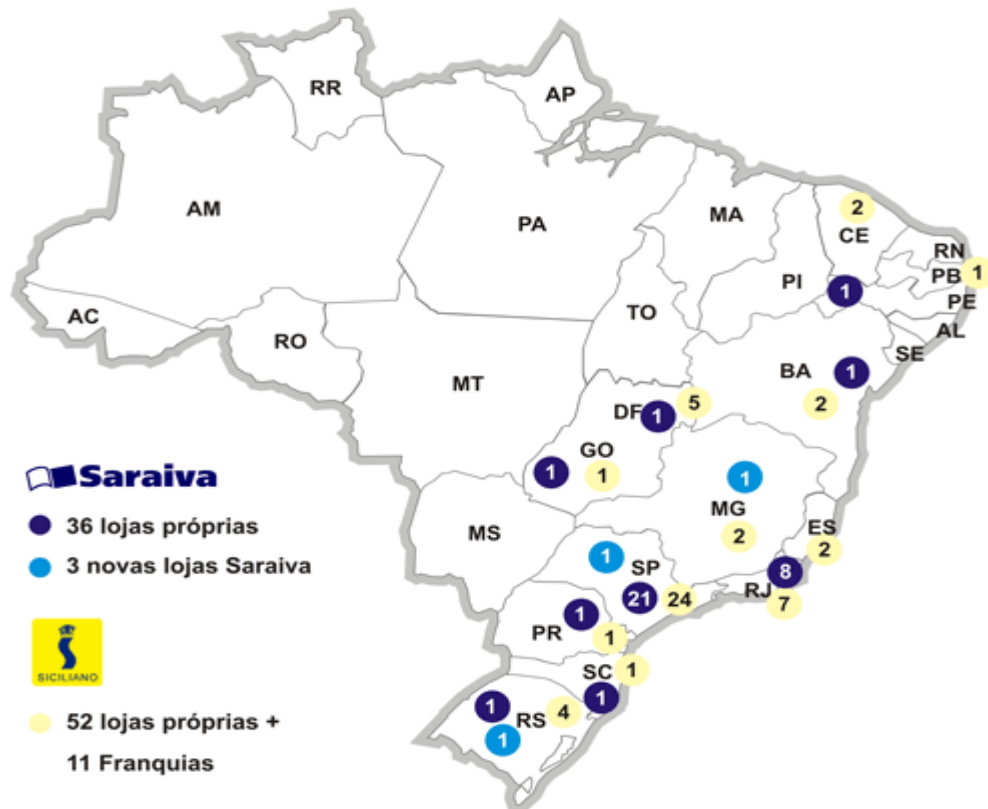 RR
AP
AM
PA
MA
2
CE
RN
PB
1
PI
1
PE
AC
TO
AL
RO
SE
MT
BA
1
DF
1
5
2
GO
1
1
Saraiva
1
MG
36 lojas próprias
MS
2
ES
2
3 novas lojas Saraiva
1
SP
8
21
24
RJ
7
PR
1
1
SICILIANO
SC
1
1
1
RS
4
52 lojas próprias +
1
11 Franquias